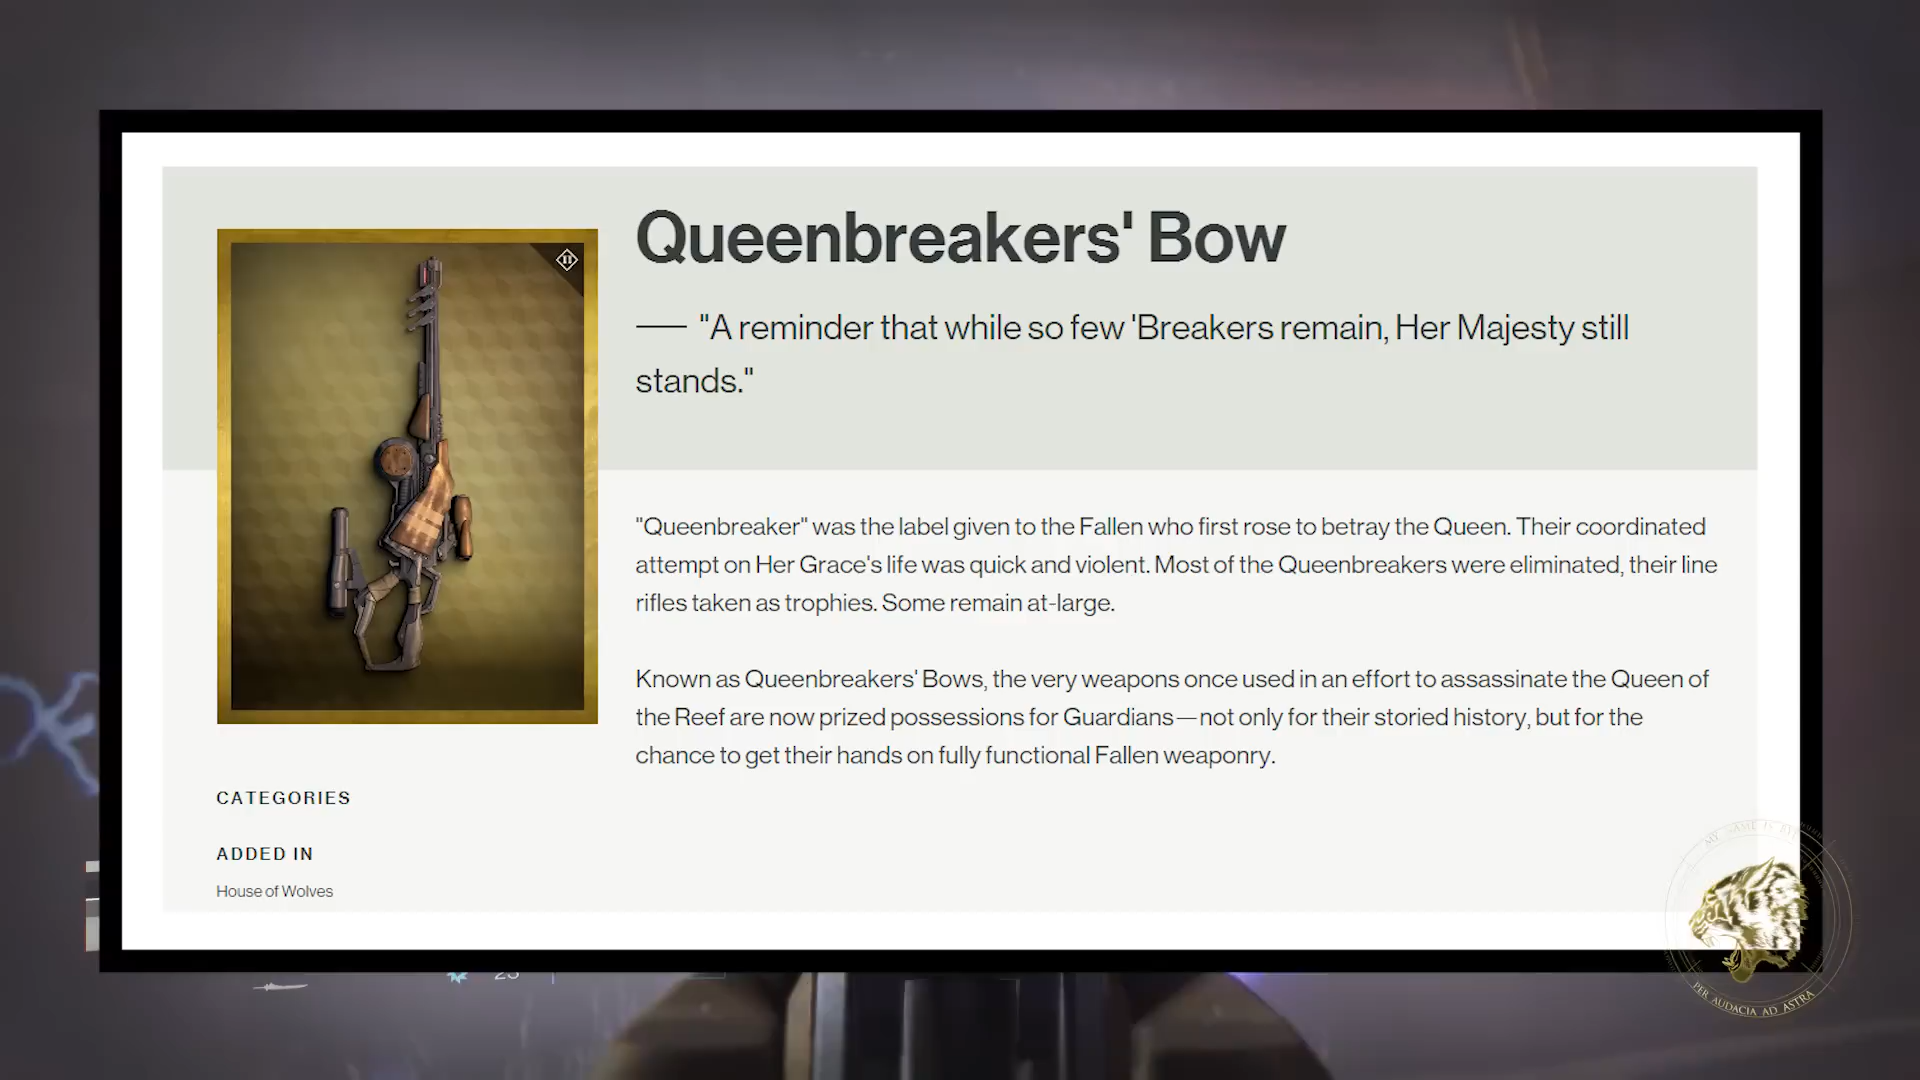 Queenbreakers' Bow
— "A reminder that while so few 'Breakers remain, Her Majesty still
stands."
"Queenbreaker" was the label given to the Fallen who first rose to betray the Queen. Their coordinated
attempt on Her Grace's life was quick and violent. Most of the Queenbreakers were eliminated, their line
rifles taken as trophies. Some remain at-large.
Known as Queenbreakers' Bows, the very weapons once used in an effort to assassinate the Queen of
the Reef are now prized possessions for Guardians—not only for their storied history, but for the
chance to get their hands on fully functional Fallen weaponry.
CATEGORIES
ADDED IN
House of Wolves
MY NAME IS
PER AUDACIA AD ASTRA